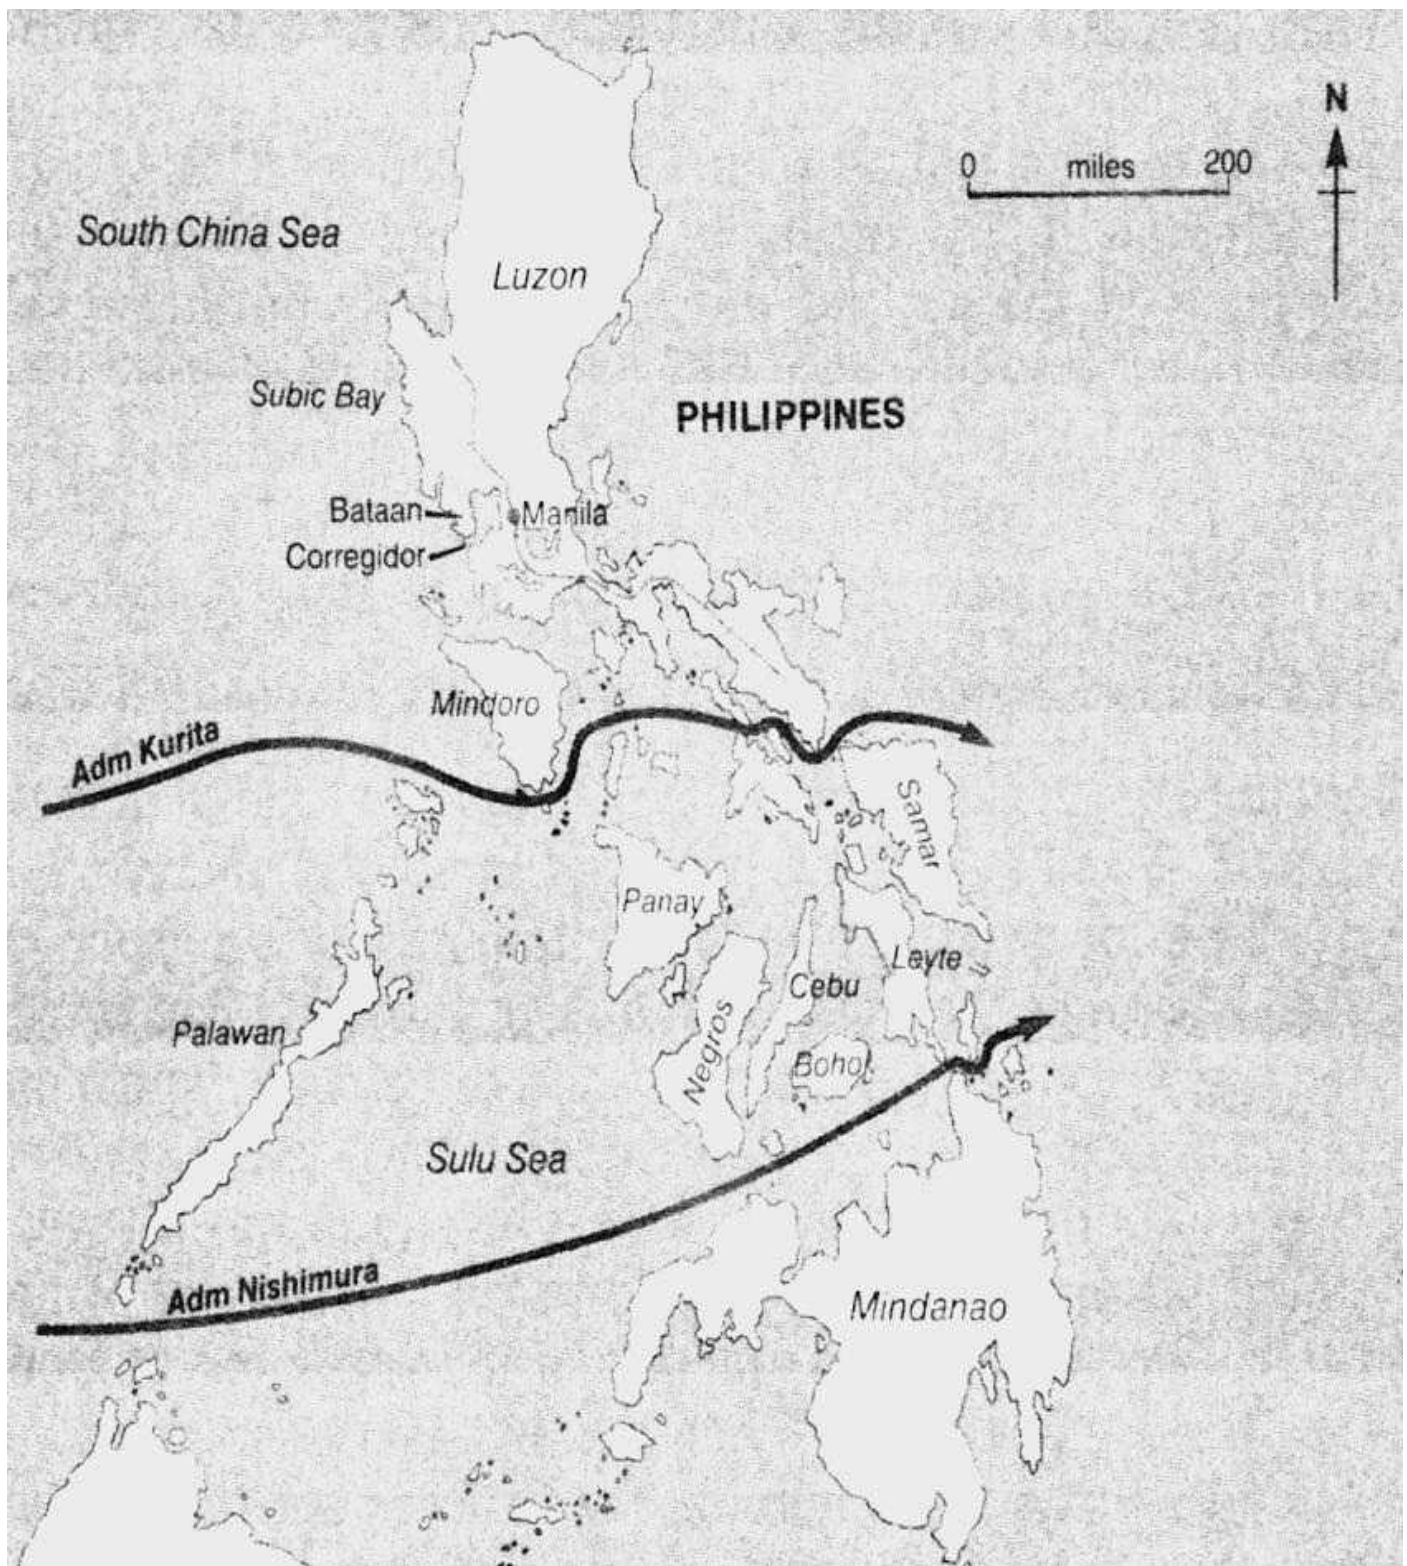 N
0 miles 200
South China Sea
Luzon
Subic Bay
PHILIPPINES
Bataan
Manila
Corregidor
Mindoro
Adm Kurita
Samar
Panay
Leyte
Cebu
Palawan
Negros
Bohol
Sulu Sea
Adm Nishimura
Mindanao